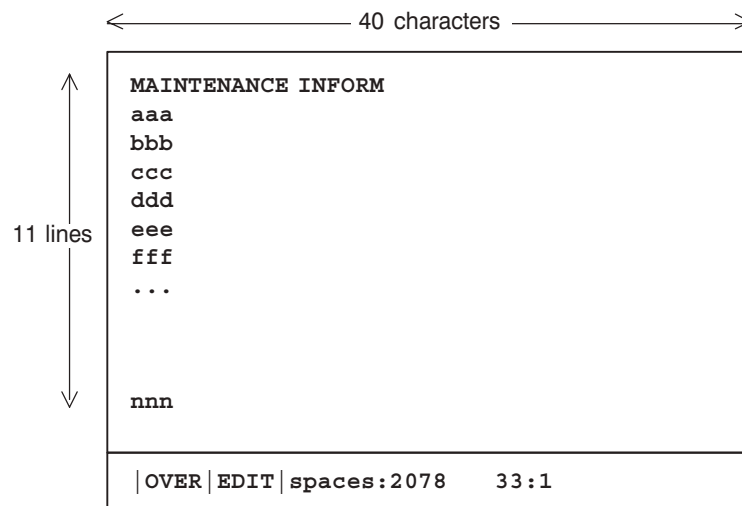 40 characters
MAINTENANCE INFORM
aaa
bbb
ccc
ddd
11 lines
eee
fff
...
nnn
|OVER|EDIT|spaces:2078 33:1